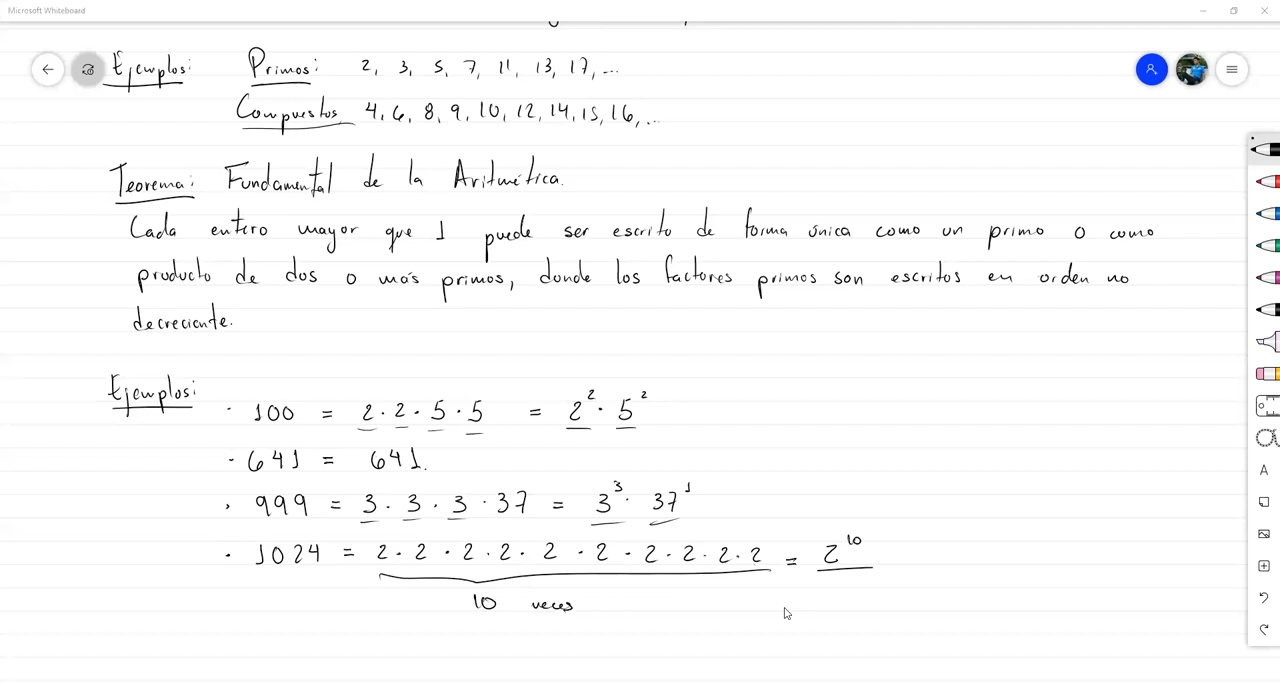 Microsoft Whiteboard
Ejemplos: Primos: 2, 3, 5, 7, 11, 13, 17, ...
Compuestos 4, 6, 8, 9, 10, 12, 14, 15, 16, ...
Teorema: Fundamental de la Aritmética.
Cada entero mayor que 1 puede ser escrito de forma única como un primo o como
producto de dos o más primos, donde los factores primos son escritos en orden no
decreciente.
Ejemplos:
· 100 = 2 · 2 · 5 · 5 = 2² · 5²
· 641 = 641.
· 999 = 3 · 3 · 3 · 37 = 3³ · 37¹
· 1024 = 2 · 2 · 2 · 2 · 2 · 2 · 2 · 2 · 2 · 2 = 2¹⁰
10 veces
A